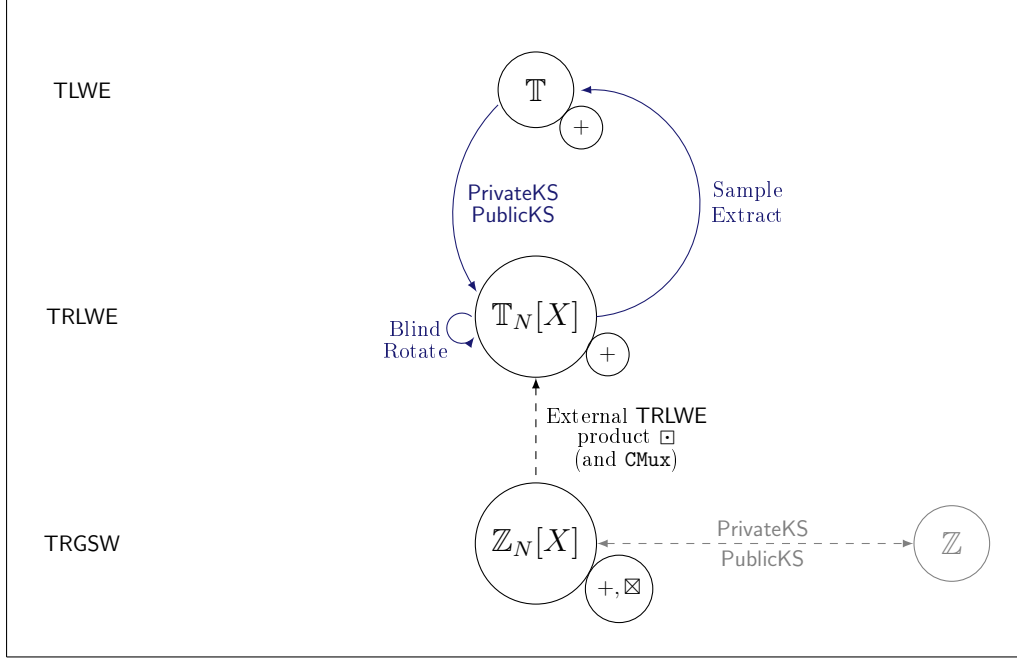 TLWE
𝕋
+
PrivateKS
PublicKS
Sample
Extract
TRLWE
Blind
Rotate
𝕋_N[X]
+
External TRLWE
product ⊡
(and CMux)
TRGSW
ℤ_N[X]
+, ⊠
PrivateKS
PublicKS
ℤ